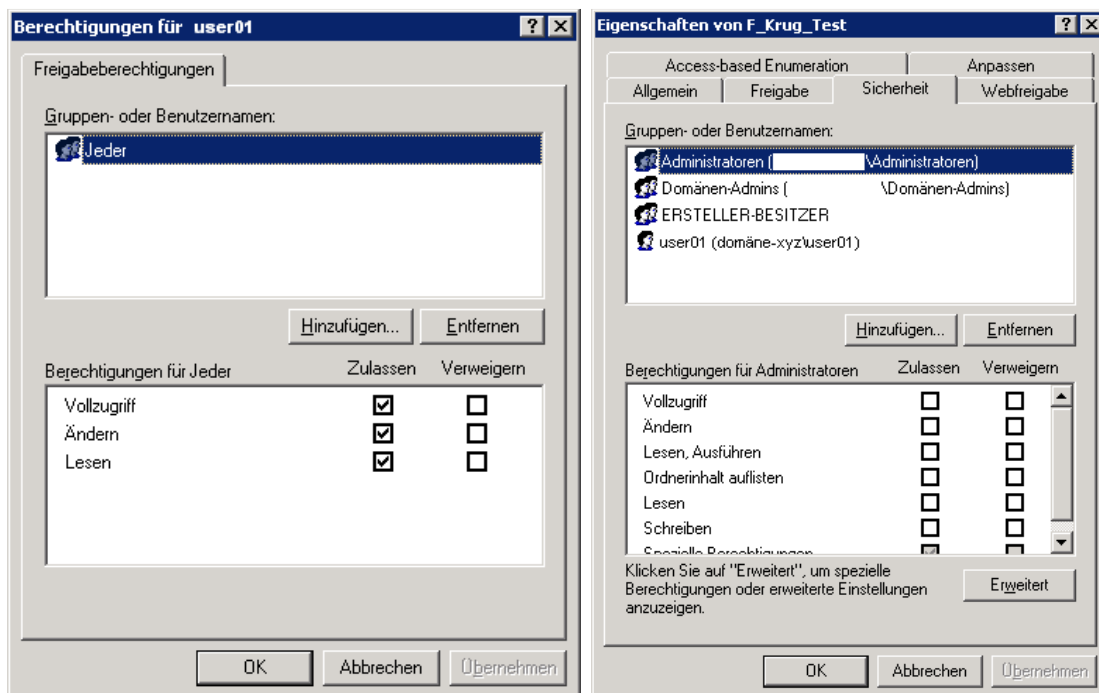 Berechtigungen für user01
Freigabeberechtigungen
Gruppen- oder Benutzernamen:
Jeder
Hinzufügen...
Entfernen
Berechtigungen für Jeder Zulassen Verweigern
Vollzugriff
Ändern
Lesen
OK
Abbrechen
Übernehmen
Eigenschaften von F_Krug_Test
Access-based Enumeration
Anpassen
Allgemein
Freigabe
Sicherheit
Webfreigabe
Gruppen- oder Benutzernamen:
Administratoren ( \Administratoren)
Domänen-Admins ( \Domänen-Admins)
ERSTELLER-BESITZER
user01 (domäne-xyz\user01)
Hinzufügen...
Entfernen
Berechtigungen für Administratoren Zulassen Verweigern
Vollzugriff
Ändern
Lesen, Ausführen
Ordnerinhalt auflisten
Lesen
Schreiben
Spezielle Berechtigungen
Klicken Sie auf "Erweitert", um spezielle
Berechtigungen oder erweiterte Einstellungen
anzuzeigen.
Erweitert
OK
Abbrechen
Übernehmen